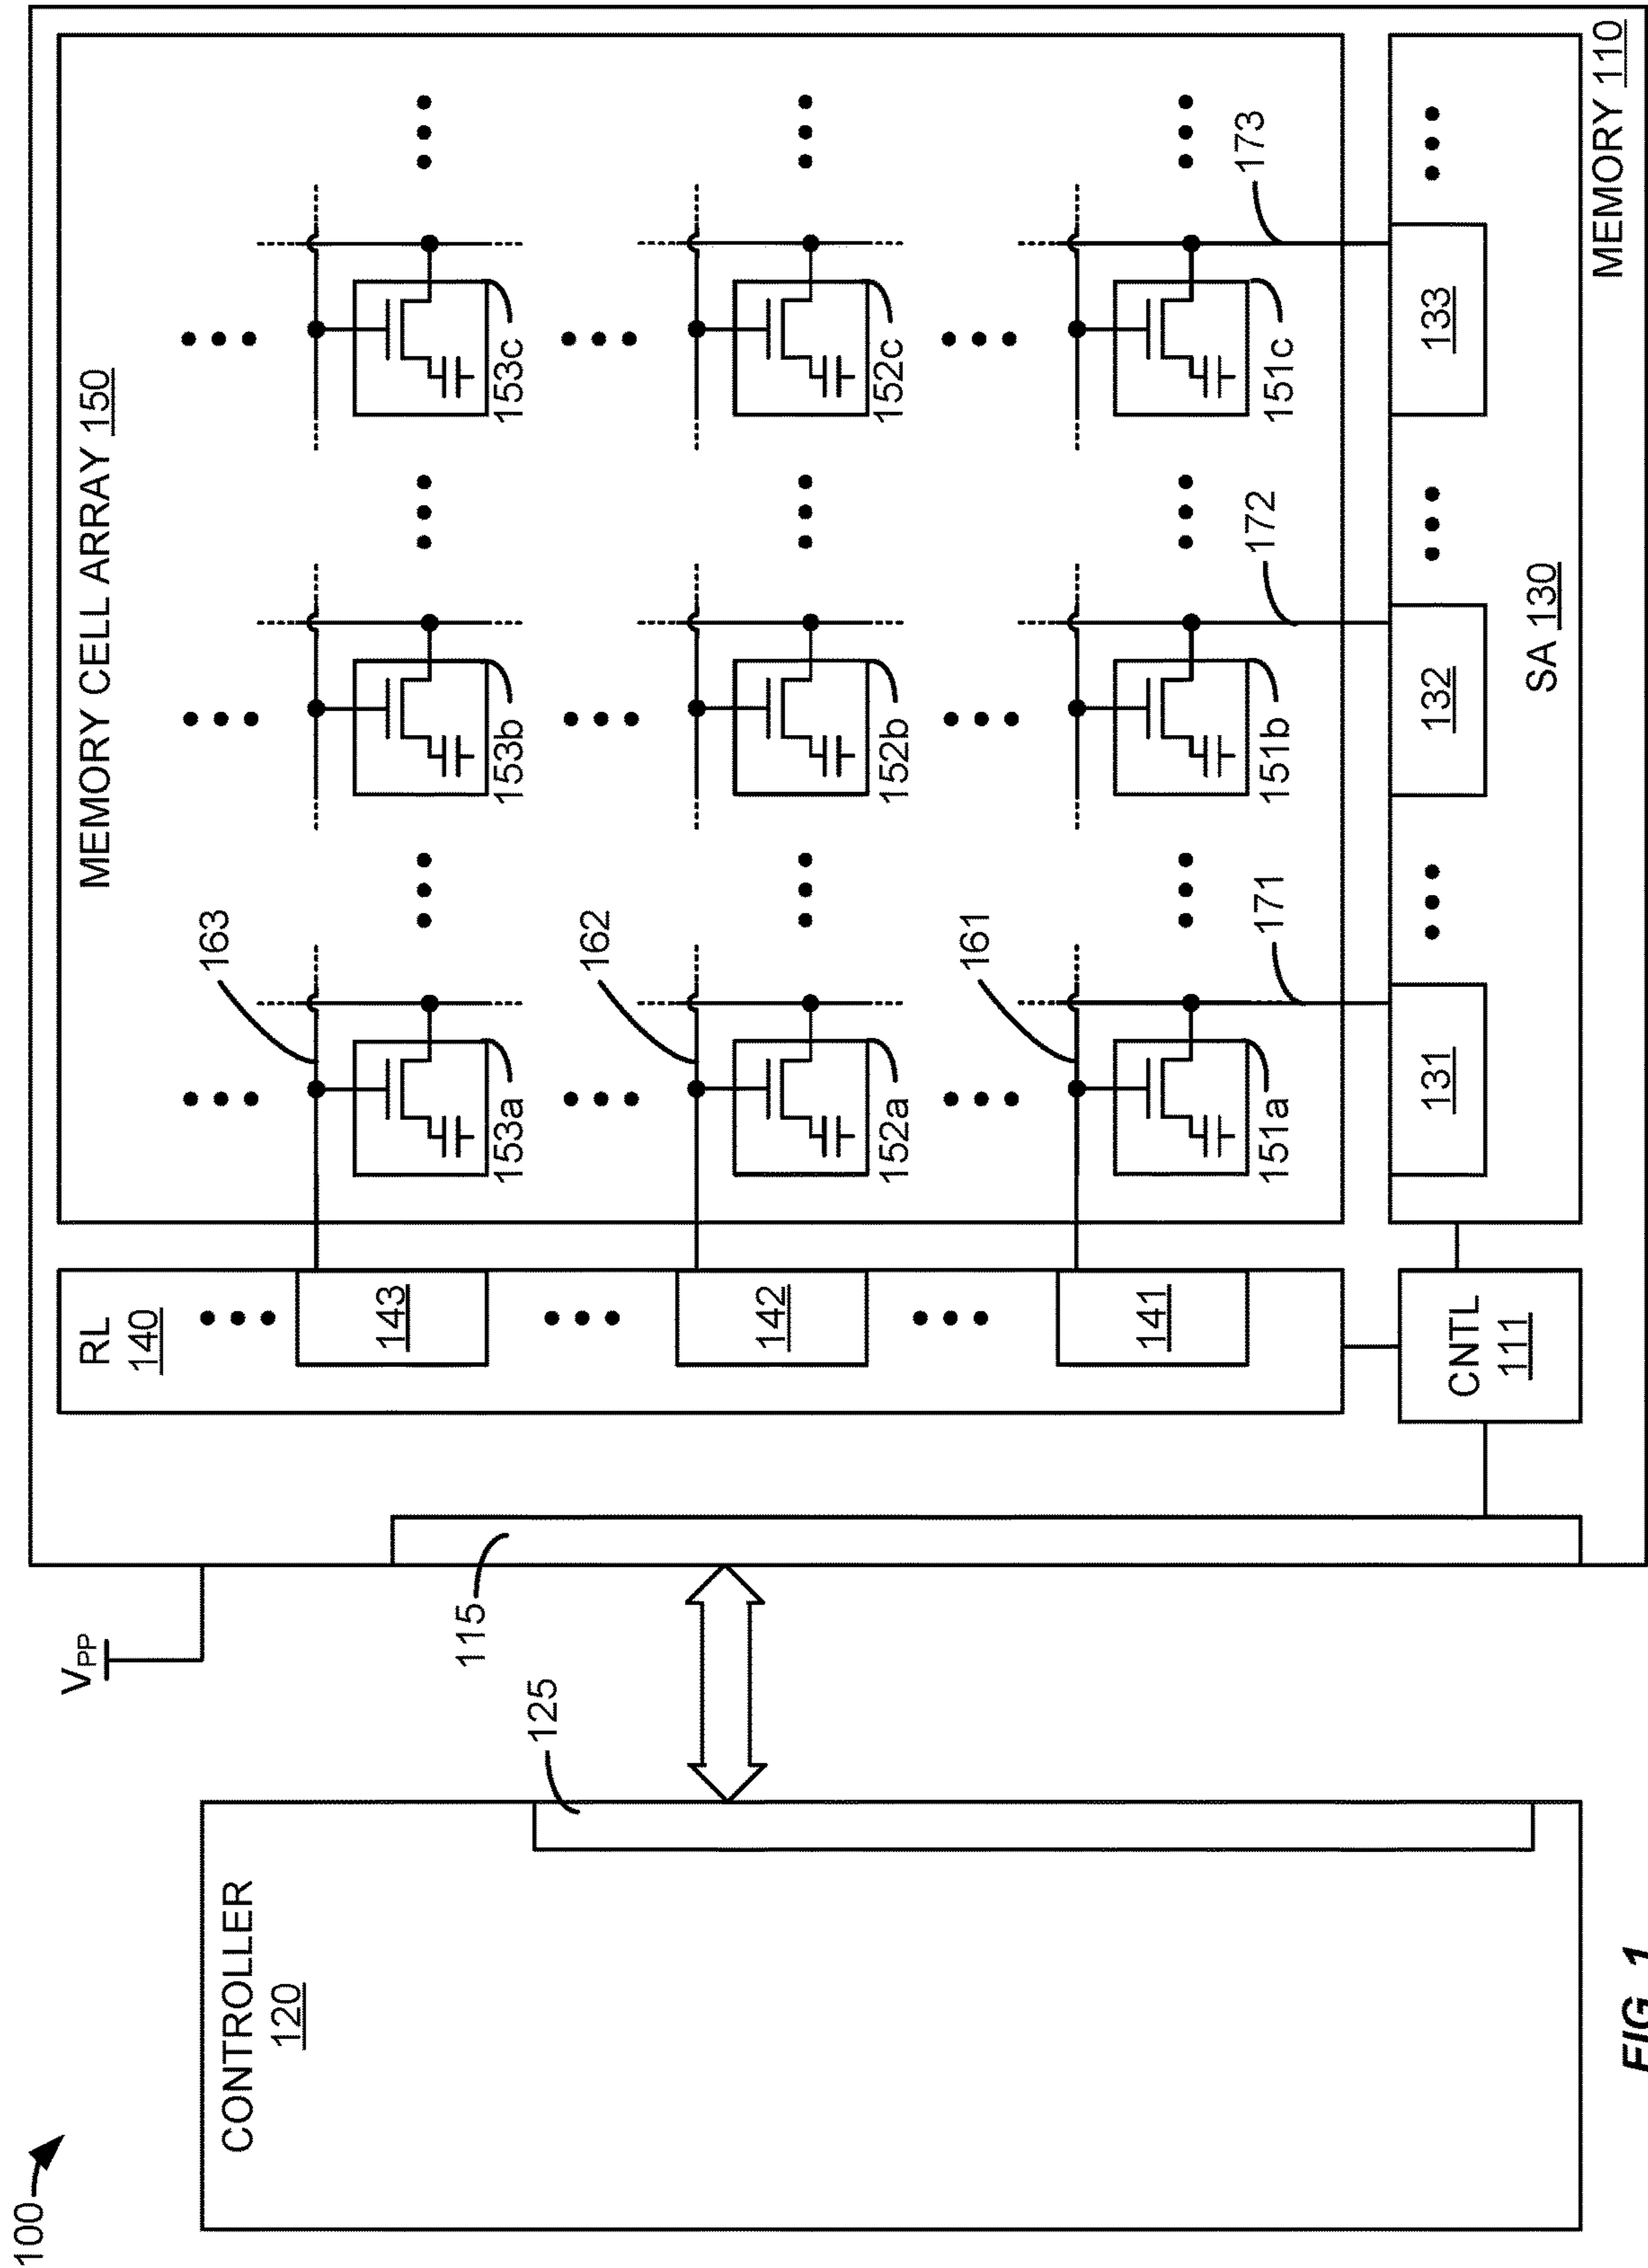 100
CONTROLLER
120
125
V_PP
115
RL
140
143
142
141
CNTL
111
MEMORY CELL ARRAY 150
163
153a
153b
153c
162
152a
152b
152c
161
151a
151b
151c
171
172
173
131
132
133
SA 130
MEMORY 110
FIG. 1